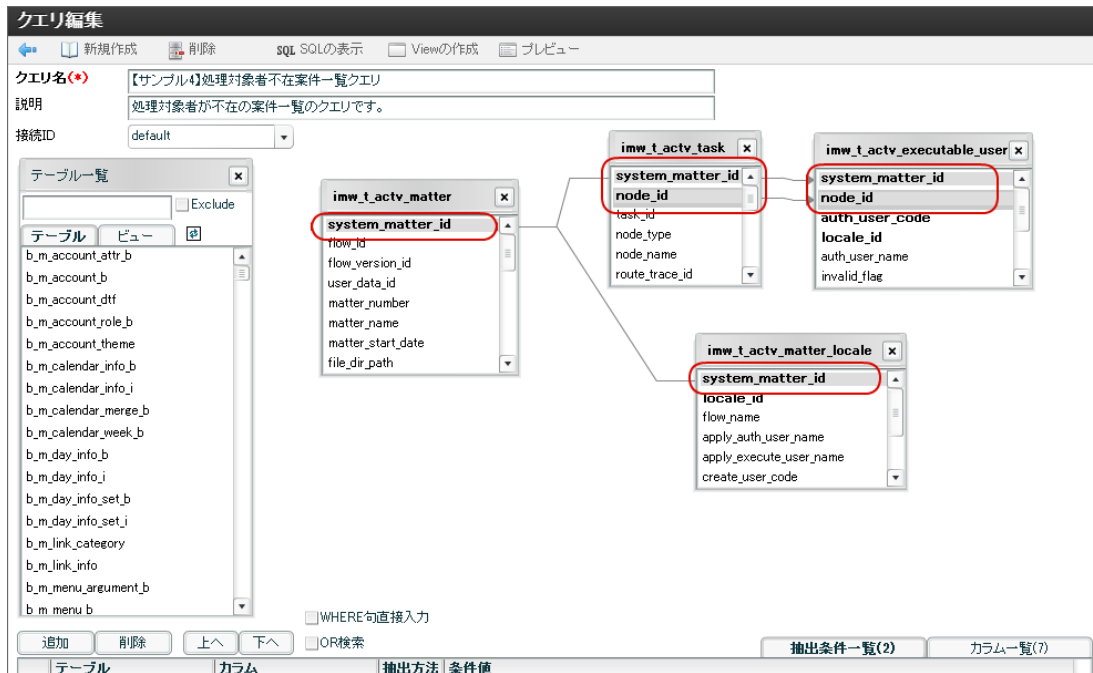 クエリ編集
新規作成 削除 SQL SQLの表示 Viewの作成 プレビュー
クエリ名(*) 【サンプル4】処理対象者不在案件一覧クエリ
説明 処理対象者が不在の案件一覧のクエリです。
接続ID default
テーブル一覧
Exclude
テーブル ビュー
b_m_account_attr_b
b_m_account_b
b_m_account_dtf
b_m_account_role_b
b_m_account_theme
b_m_calendar_info_b
b_m_calendar_info_i
b_m_calendar_merge_b
b_m_calendar_week_b
b_m_day_info_b
b_m_day_info_i
b_m_day_info_set_b
b_m_day_info_set_i
b_m_link_category
b_m_link_info
b_m_menu_argument_b
b_m_menu_b
imw_t_actv_matter
system_matter_id
flow_id
flow_version_id
user_data_id
matter_number
matter_name
matter_start_date
file_dir_path
imw_t_actv_task
system_matter_id
node_id
task_id
node_type
node_name
route_trace_id
imw_t_actv_executable_user
system_matter_id
node_id
auth_user_code
locale_id
auth_user_name
invalid_flag
imw_t_actv_matter_locale
system_matter_id
locale_id
flow_name
apply_auth_user_name
apply_execute_user_name
create_user_code
WHERE句直接入力
追加 削除 上へ 下へ OR検索
抽出条件一覧(2) カラム一覧(7)
テーブル カラム 抽出方法 条件値